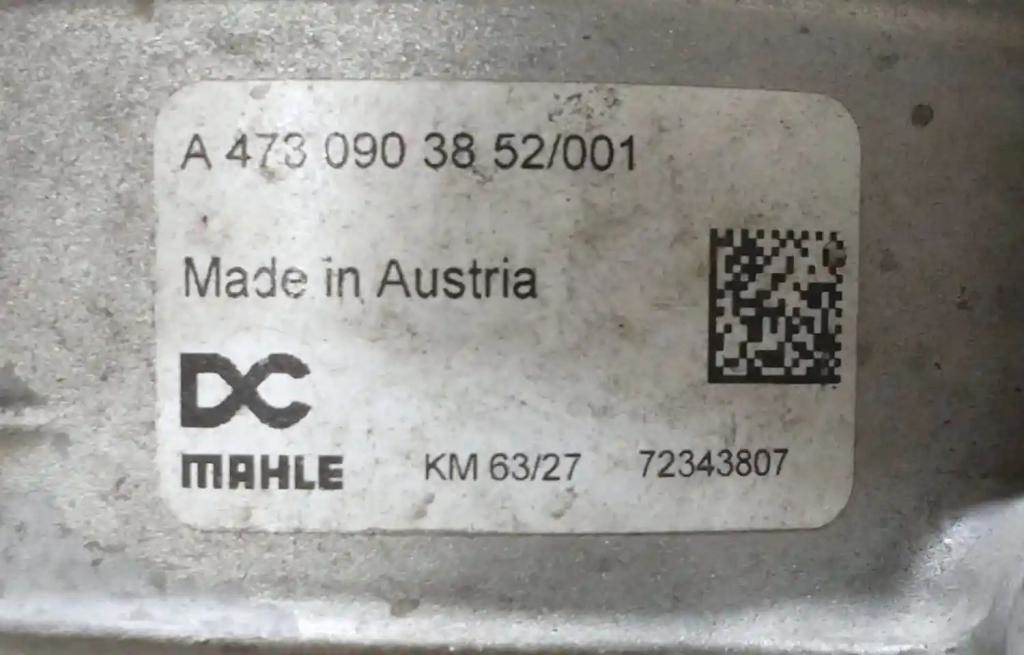 A 473 090 38 52/001
Made in Austria
DC
MAHLE KM 63/27 72343807